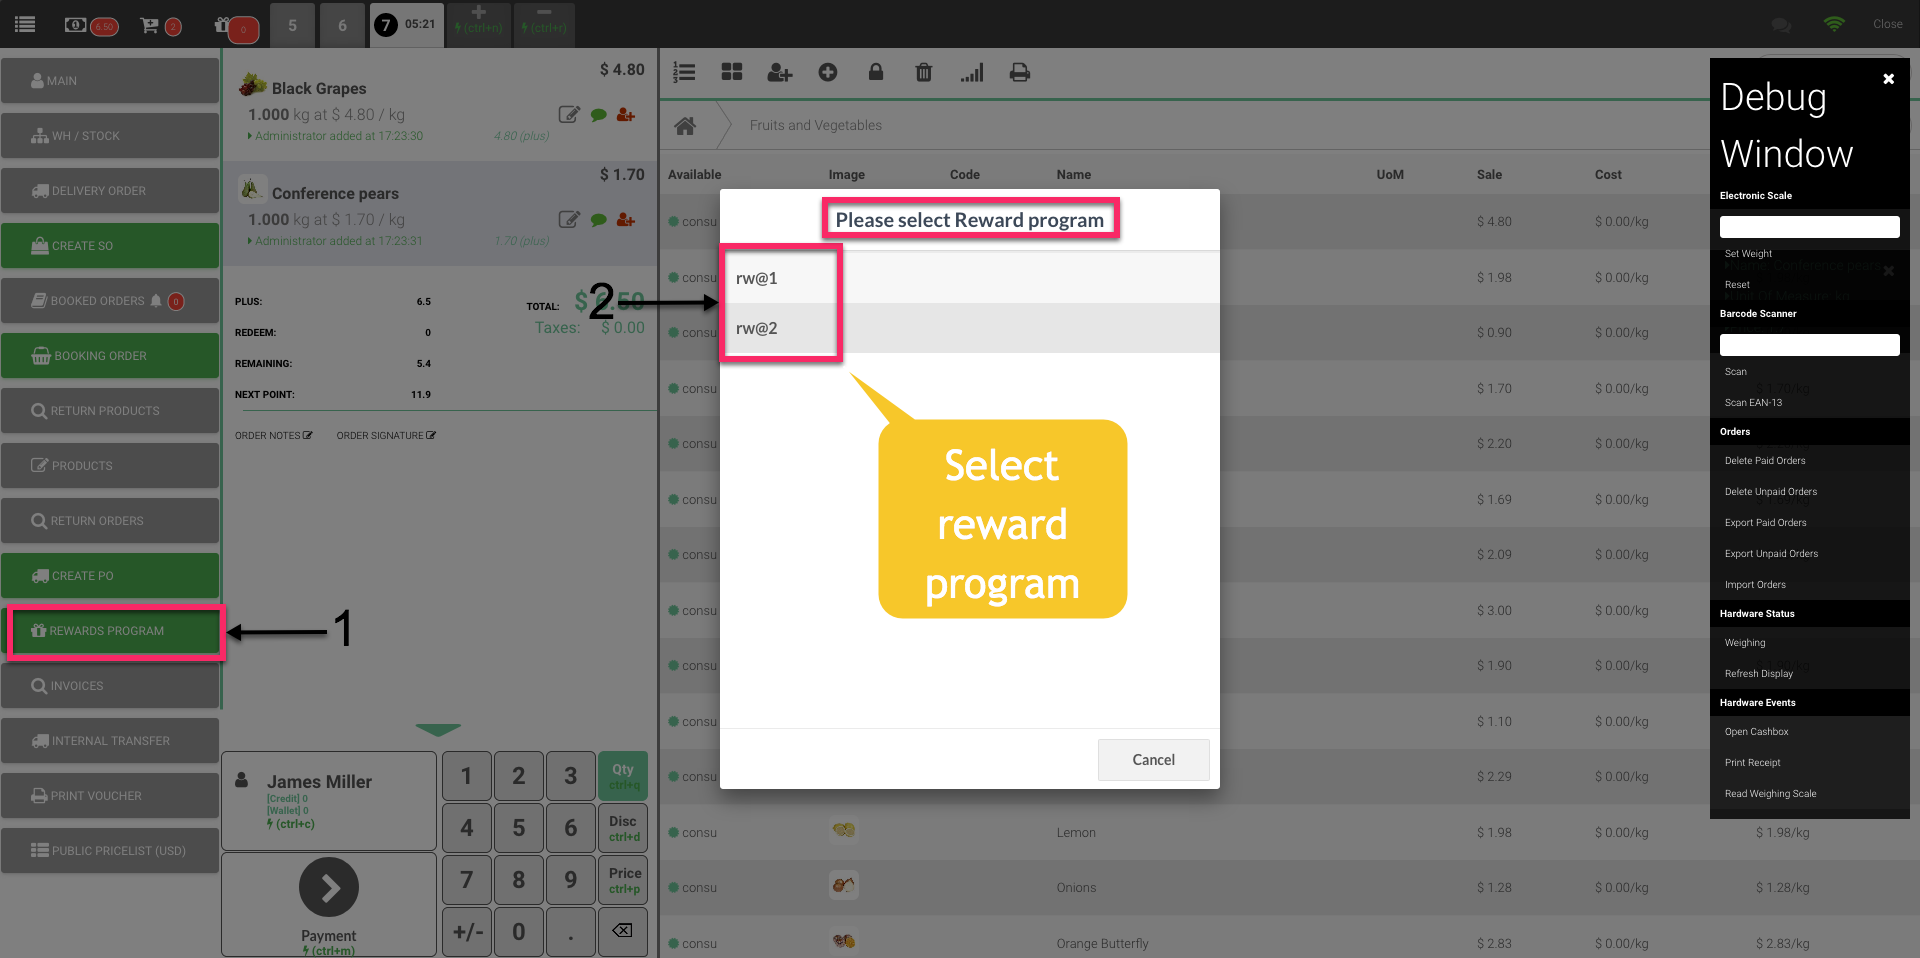 6.50
2
0
5
6
7 05:21
(ctrl+n)
(ctrl+r)
Close
MAIN
WH / STOCK
DELIVERY ORDER
CREATE SO
BOOKED ORDERS 0
BOOKING ORDER
RETURN PRODUCTS
PRODUCTS
RETURN ORDERS
CREATE PO
REWARDS PROGRAM
INVOICES
INTERNAL TRANSFER
PRINT VOUCHER
PUBLIC PRICELIST (USD)
1
$ 4.80
Black Grapes
1.000 kg at $ 4.80 / kg
Administrator added at 17:23:30 4.80 (plus)
$ 1.70
Conference pears
1.000 kg at $ 1.70 / kg
Administrator added at 17:23:31 1.70 (plus)
PLUS: 6.5
REDEEM: 0
REMAINING: 5.4
NEXT POINT: 11.9
TOTAL: $ 6.50
Taxes: $ 0.00
2
ORDER NOTES ORDER SIGNATURE
James Miller
[Credit] 0
[Wallet] 0
(ctrl+c)
Payment
(ctrl+m)
1 2 3 Qty
ctrl+q
4 5 6 Disc
ctrl+d
7 8 9 Price
ctrl+p
+/- 0 .
Fruits and Vegetables
Available Image Code Name UoM Sale Cost
consu $ 4.80 $ 0.00/kg
consu $ 1.98 $ 0.00/kg
consu $ 0.90 $ 0.00/kg
consu $ 1.70 $ 0.00/kg $ 1.70/kg
consu $ 2.20 $ 0.00/kg
consu $ 1.69 $ 0.00/kg
consu $ 2.09 $ 0.00/kg
consu $ 3.00 $ 0.00/kg
consu $ 1.90 $ 0.00/kg
consu $ 1.10 $ 0.00/kg
consu $ 2.29 $ 0.00/kg
consu Lemon $ 1.98 $ 0.00/kg $ 1.98/kg
consu Onions $ 1.28 $ 0.00/kg $ 1.28/kg
consu Orange Butterfly $ 2.83 $ 0.00/kg $ 2.83/kg
Please select Reward program
rw@1
rw@2
Select
reward
program
Cancel
Debug
Window
Electronic Scale
Set Weight
Name: Conference pears
Reset
Barcode Scanner
Scan
Scan EAN-13
Orders
Delete Paid Orders
Delete Unpaid Orders
Export Paid Orders
Export Unpaid Orders
Import Orders
Hardware Status
Weighing
Refresh Display
Hardware Events
Open Cashbox
Print Receipt
Read Weighing Scale